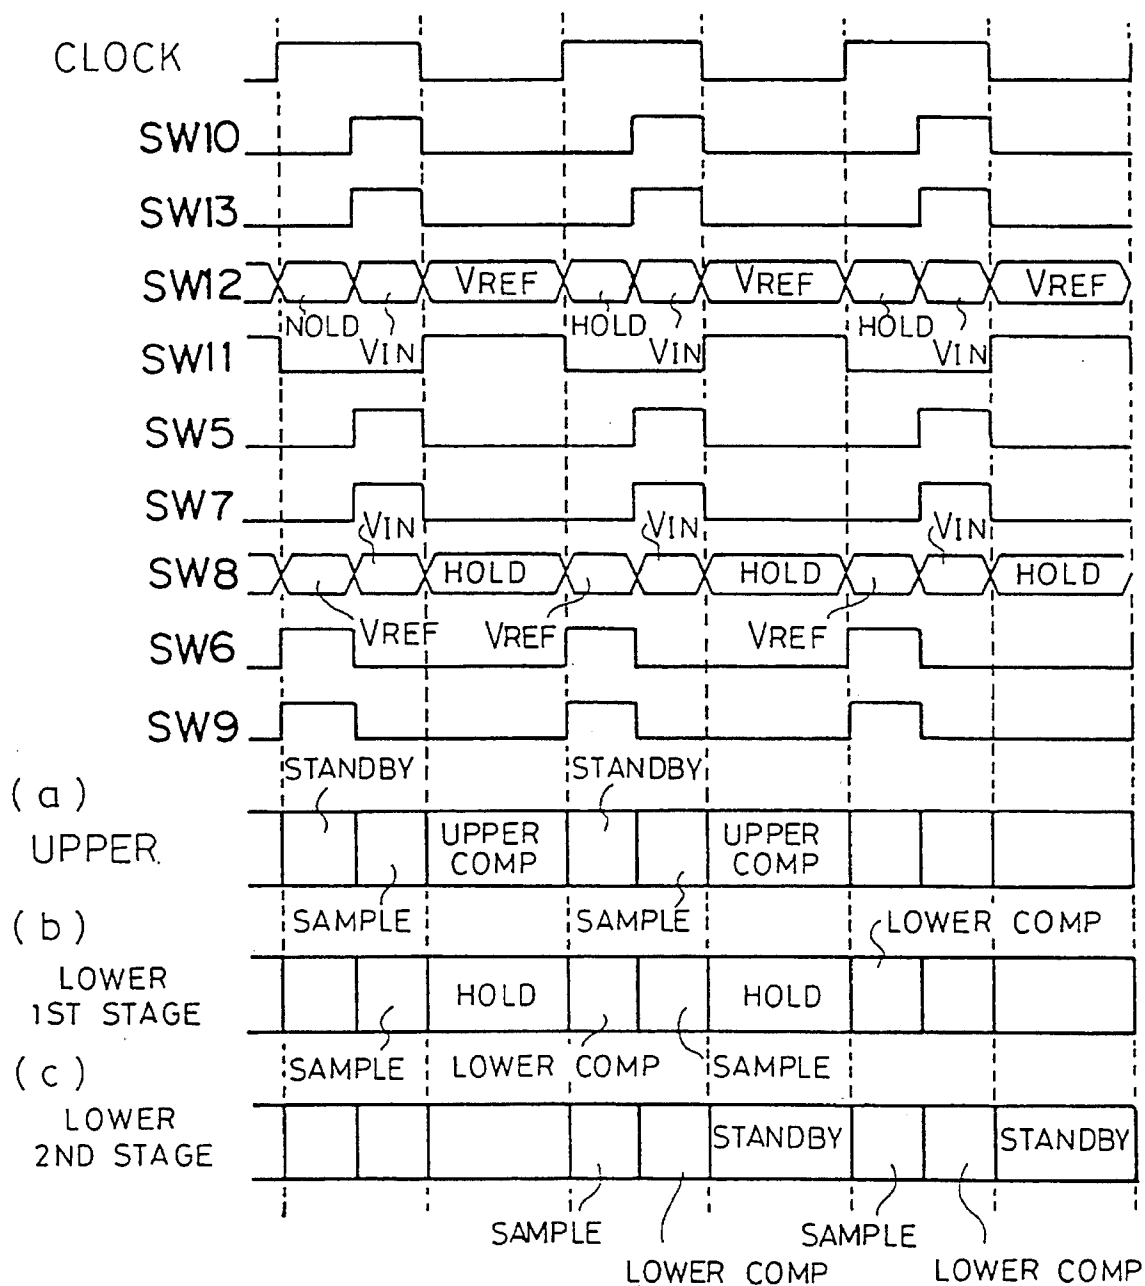 CLOCK
SW10
SW13
SW12 VREF VREF VREF
NOLD HOLD HOLD
SW11 VIN VIN VIN
SW5
SW7
VIN VIN VIN
SW8 HOLD HOLD HOLD
VREF VREF VREF
SW6
SW9
STANDBY STANDBY
(a)
UPPER UPPER COMP UPPER COMP
SAMPLE SAMPLE
(b) LOWER COMP
LOWER
1ST STAGE HOLD HOLD
SAMPLE LOWER COMP SAMPLE
(c)
LOWER
2ND STAGE STANDBY STANDBY
SAMPLE SAMPLE
LOWER COMP LOWER COMP